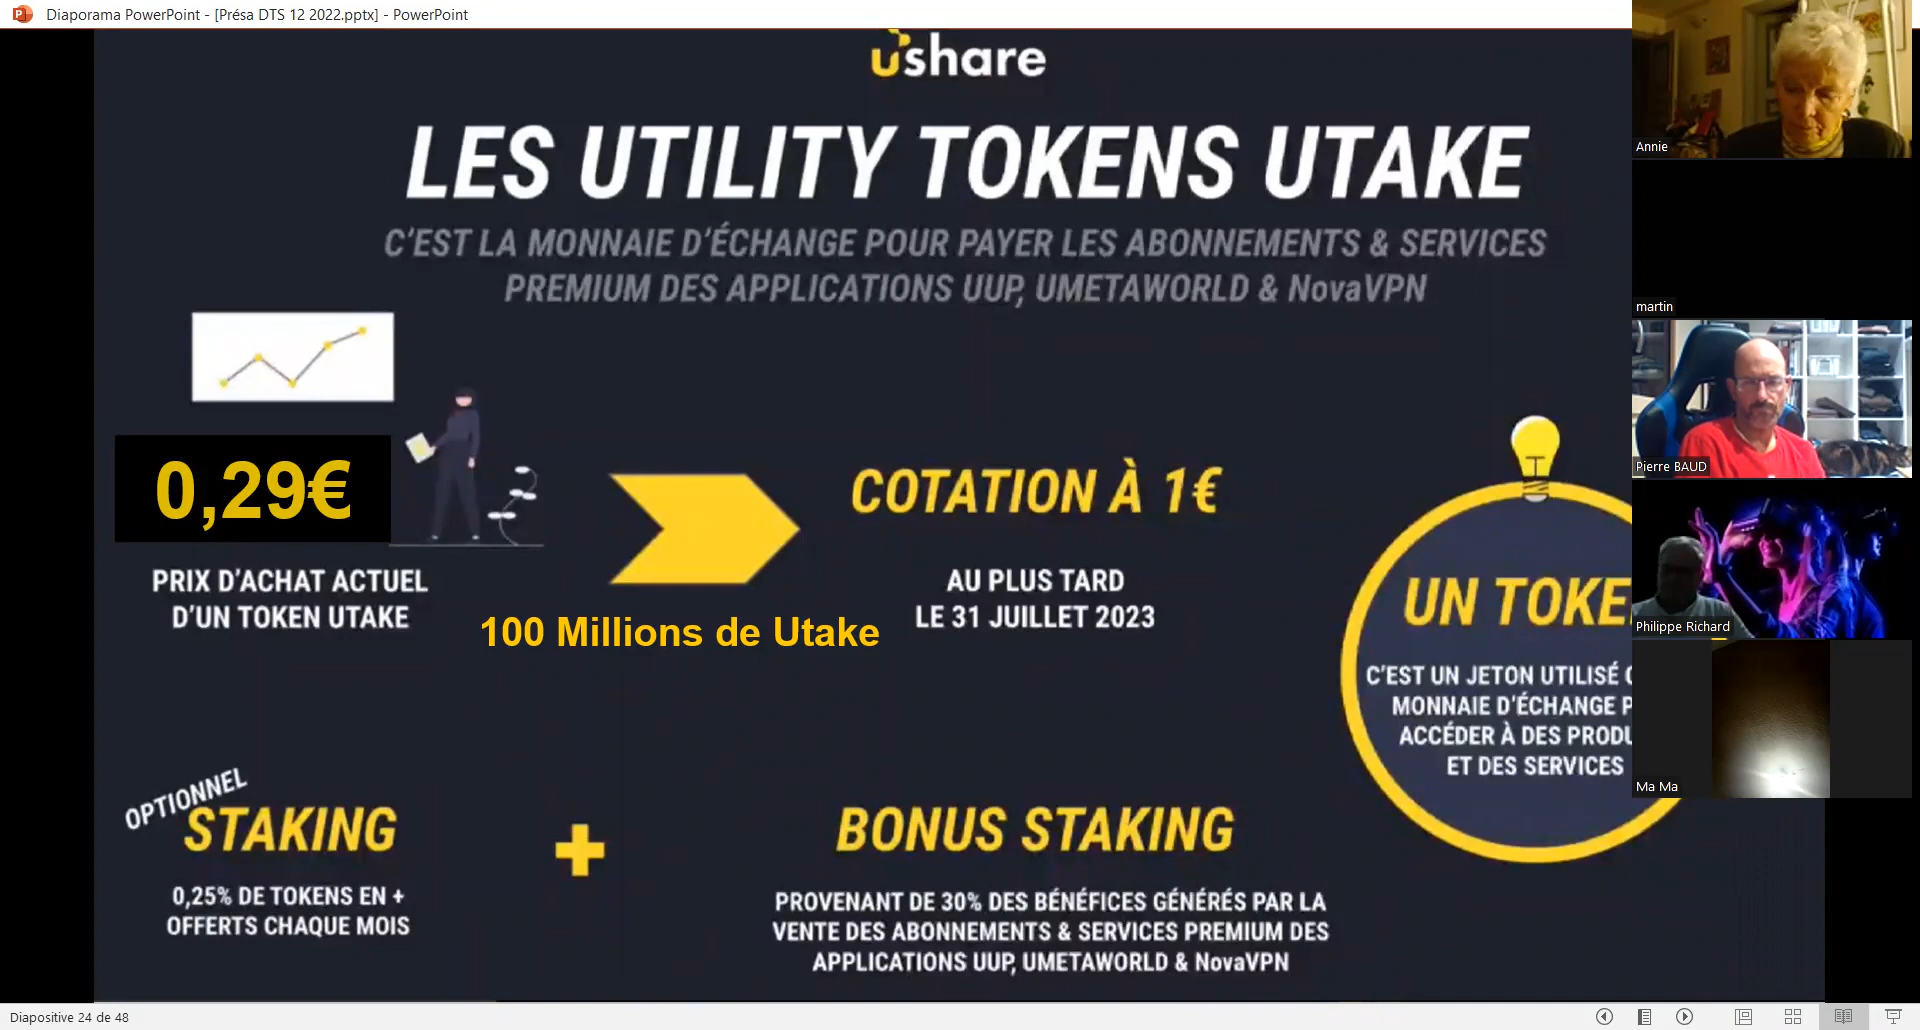 Diaporama PowerPoint - [Présa DTS 12 2022.pptx] - PowerPoint
ushare
LES UTILITY TOKENS UTAKE
C'EST LA MONNAIE D'ÉCHANGE POUR PAYER LES ABONNEMENTS & SERVICES
PREMIUM DES APPLICATIONS UUP, UMETAWORLD & NovaVPN
0,29€
PRIX D'ACHAT ACTUEL
D'UN TOKEN UTAKE
100 Millions de Utake
COTATION À 1€
AU PLUS TARD
LE 31 JUILLET 2023
UN TOKE
C'EST UN JETON UTILISÉ
MONNAIE D'ÉCHANGE P
ACCÉDER À DES PRODU
ET DES SERVICES
OPTIONNEL
STAKING
0,25% DE TOKENS EN +
OFFERTS CHAQUE MOIS
BONUS STAKING
PROVENANT DE 30% DES BÉNÉFICES GÉNÉRÉS PAR LA
VENTE DES ABONNEMENTS & SERVICES PREMIUM DES
APPLICATIONS UUP, UMETAWORLD & NovaVPN
Annie
martin
Pierre BAUD
Philippe Richard
Ma Ma
Diapositive 24 de 48